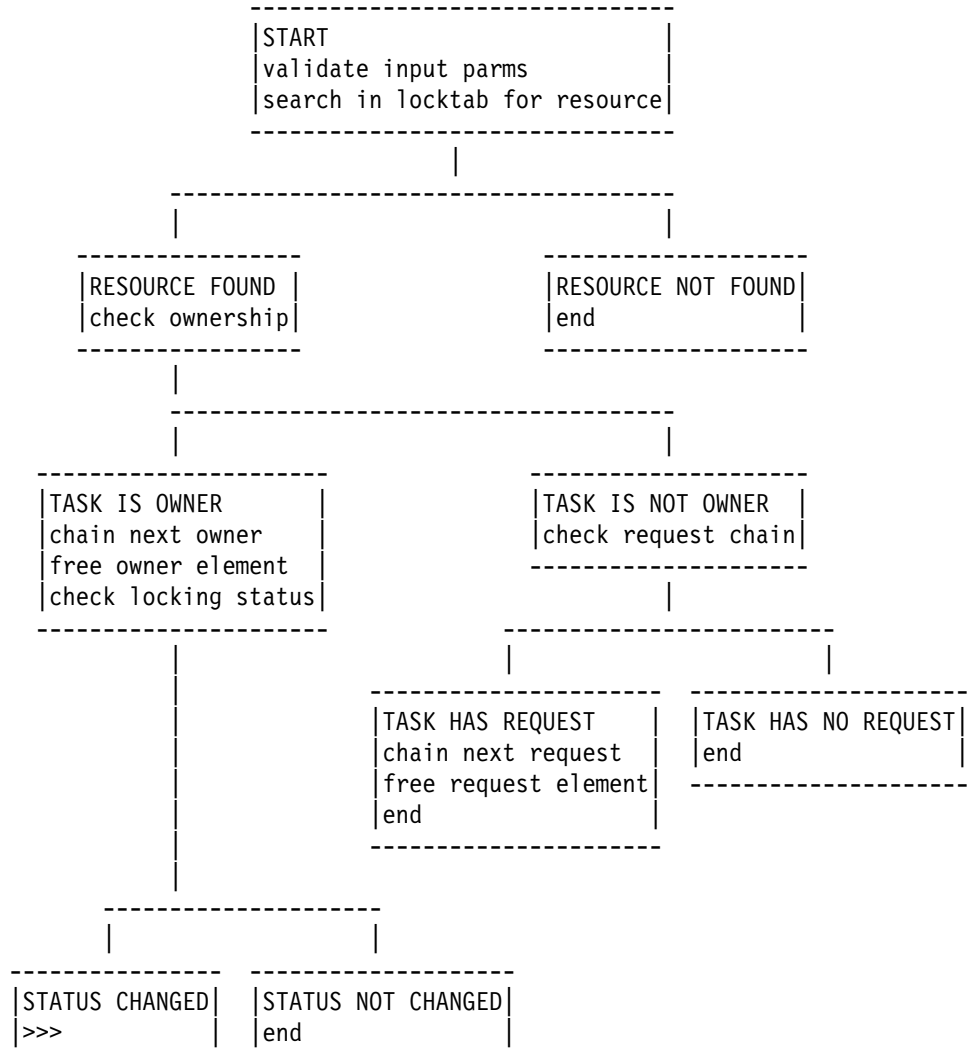 START
validate input parms
search in locktab for resource
RESOURCE FOUND
check ownership
RESOURCE NOT FOUND
end
TASK IS OWNER
chain next owner
free owner element
check locking status
TASK IS NOT OWNER
check request chain
TASK HAS REQUEST
chain next request
free request element
end
TASK HAS NO REQUEST
end
STATUS CHANGED
>>>
STATUS NOT CHANGED
end